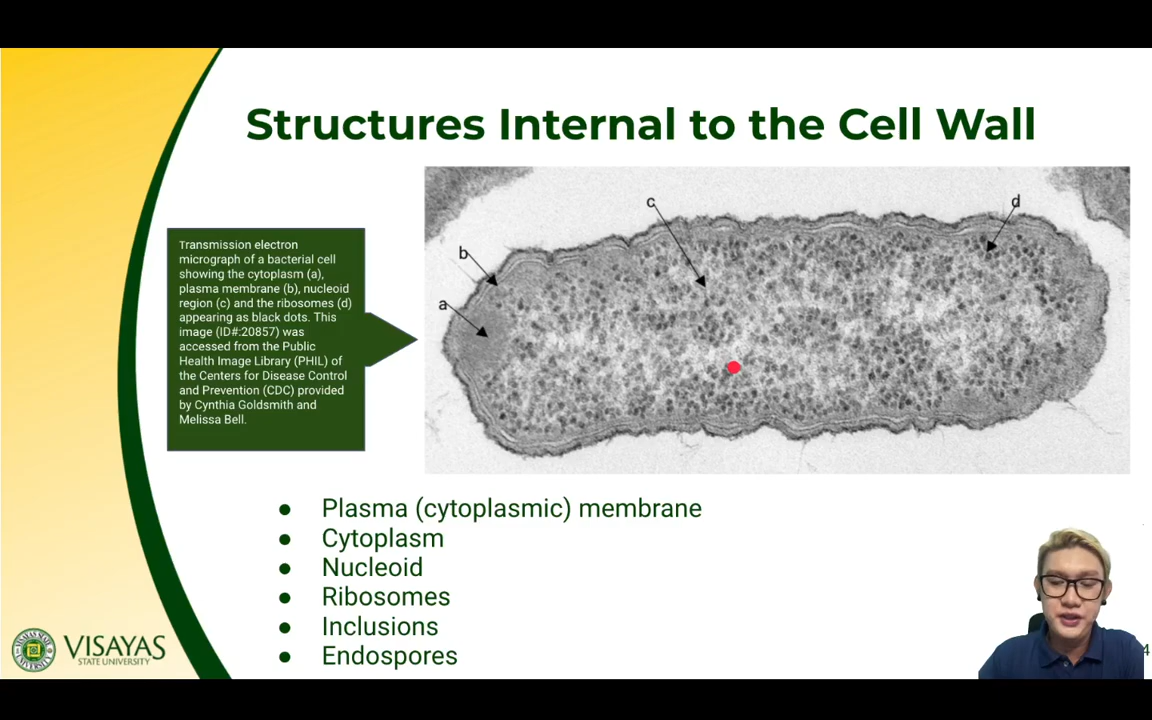 Structures Internal to the Cell Wall
c
d
b
a
Transmission electron
micrograph of a bacterial cell
showing the cytoplasm (a),
plasma membrane (b), nucleoid
region (c) and the ribosomes (d)
appearing as black dots. This
image (ID#:20857) was
accessed from the Public
Health Image Library (PHIL) of
the Centers for Disease Control
and Prevention (CDC) provided
by Cynthia Goldsmith and
Melissa Bell.
● Plasma (cytoplasmic) membrane
● Cytoplasm
● Nucleoid
● Ribosomes
● Inclusions
● Endospores
VISAYAS
STATE UNIVERSITY
4